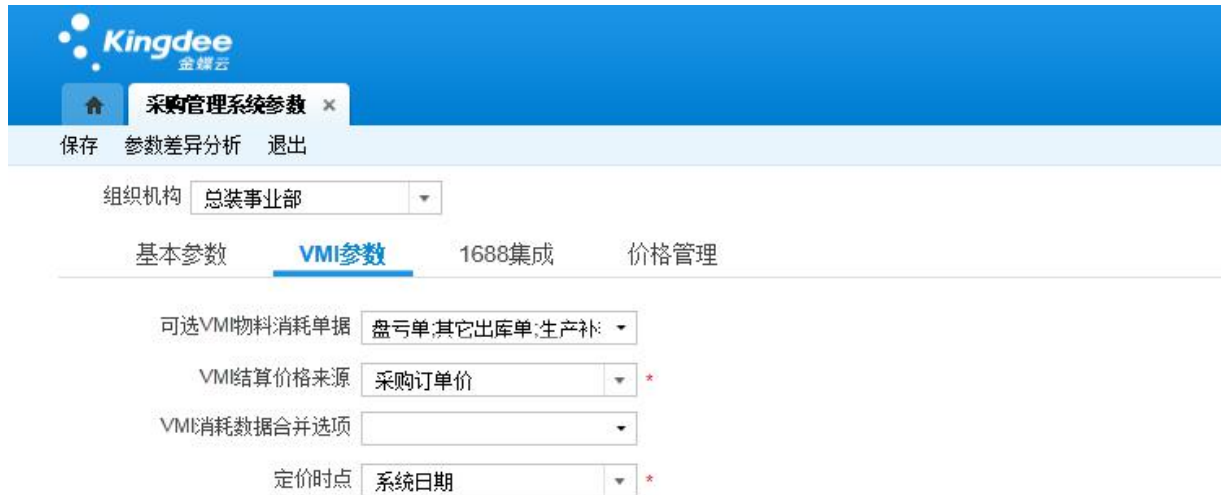 Kingdee
金蝶云
采购管理系统参数 ×
保存 参数差异分析 退出
组织机构 总装事业部
基本参数 VMI参数 1688集成 价格管理
可选VMI物料消耗单据 盘亏单;其它出库单;生产补
VMI结算价格来源 采购订单价 *
VMI消耗数据合并选项
定价时点 系统日期 *